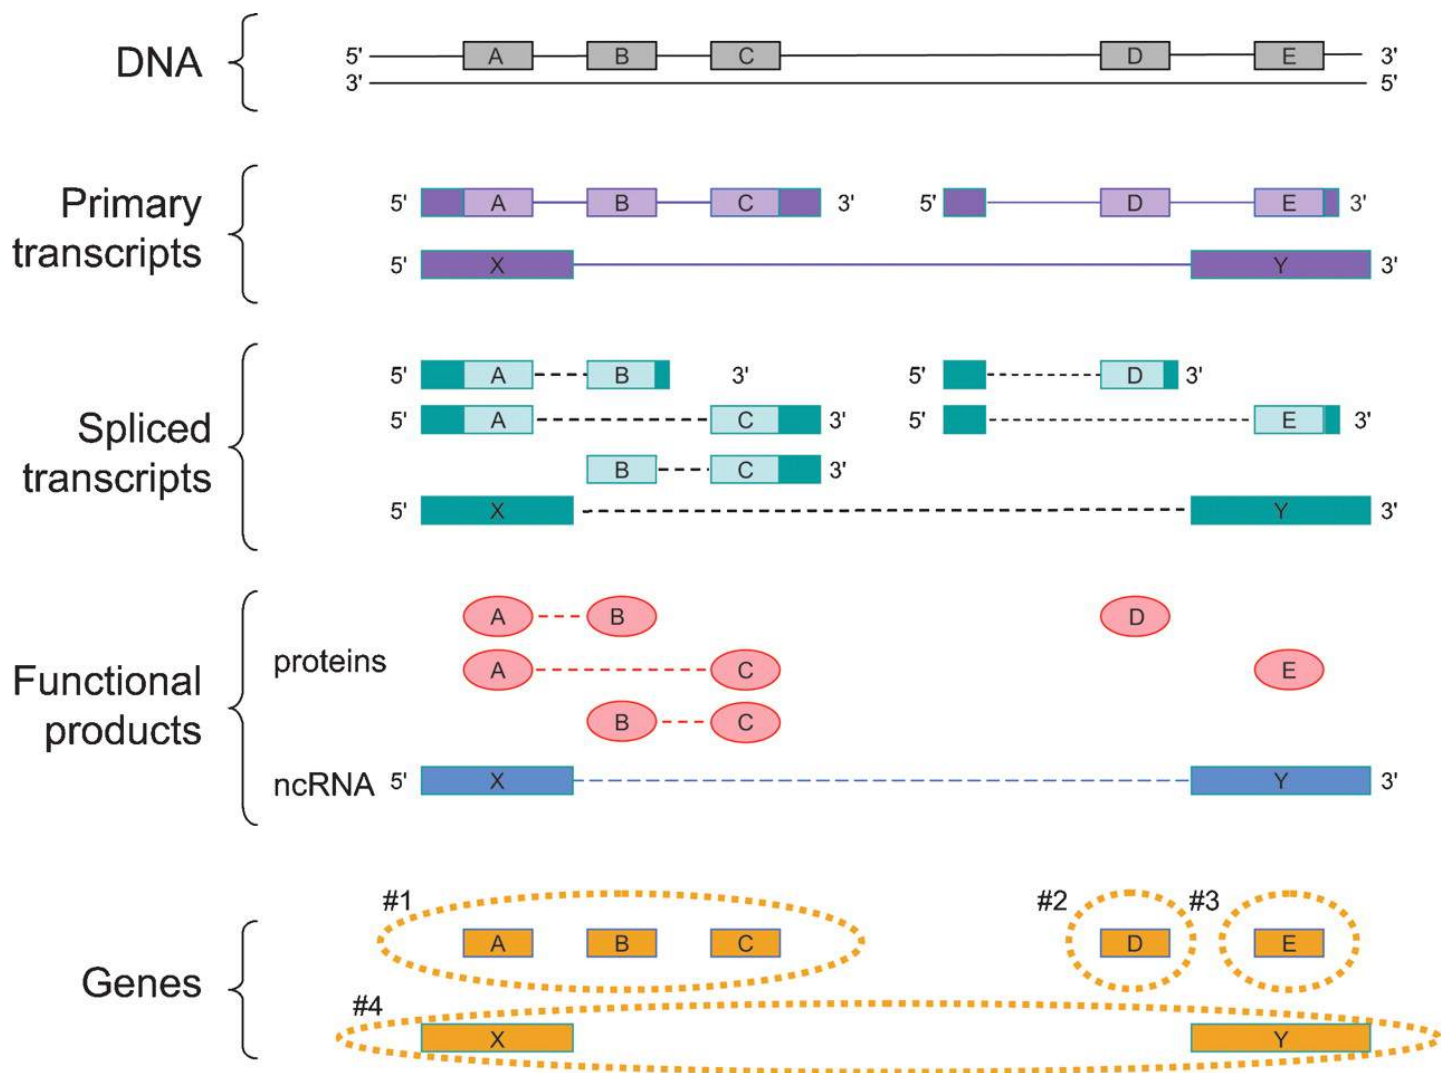 DNA
5' A B C D E 3'
3' 5'
Primary
transcripts
5' A B C 3' 5' D E 3'
5' X Y 3'
Spliced
transcripts
5' A B 3' 5' D 3'
5' A C 3' 5' E 3'
B C 3'
5' X Y 3'
Functional
products
proteins
A B D
A C E
B C
ncRNA 5' X Y 3'
Genes
#1 #2 #3
A B C D E
#4
X Y